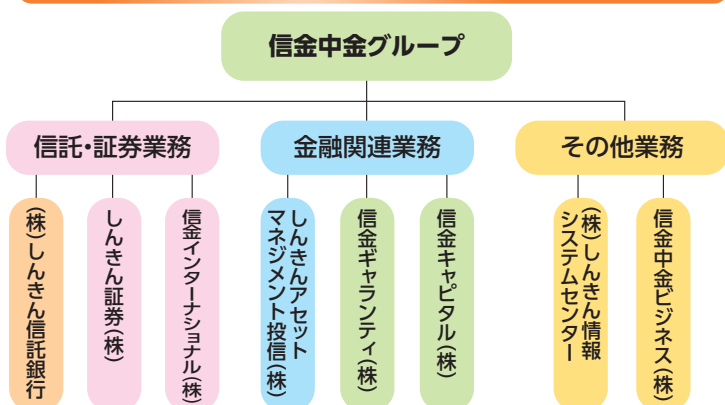 信金中金グループ
信託・証券業務
金融関連業務
その他業務
(株)しんきん信託銀行
しんきん証券(株)
信金インターナショナル(株)
しんきんアセット
マネジメント投信(株)
信金ギャランティ(株)
信金キャピタル(株)
(株)しんきん情報
システムセンター
信金中金ビジネス(株)